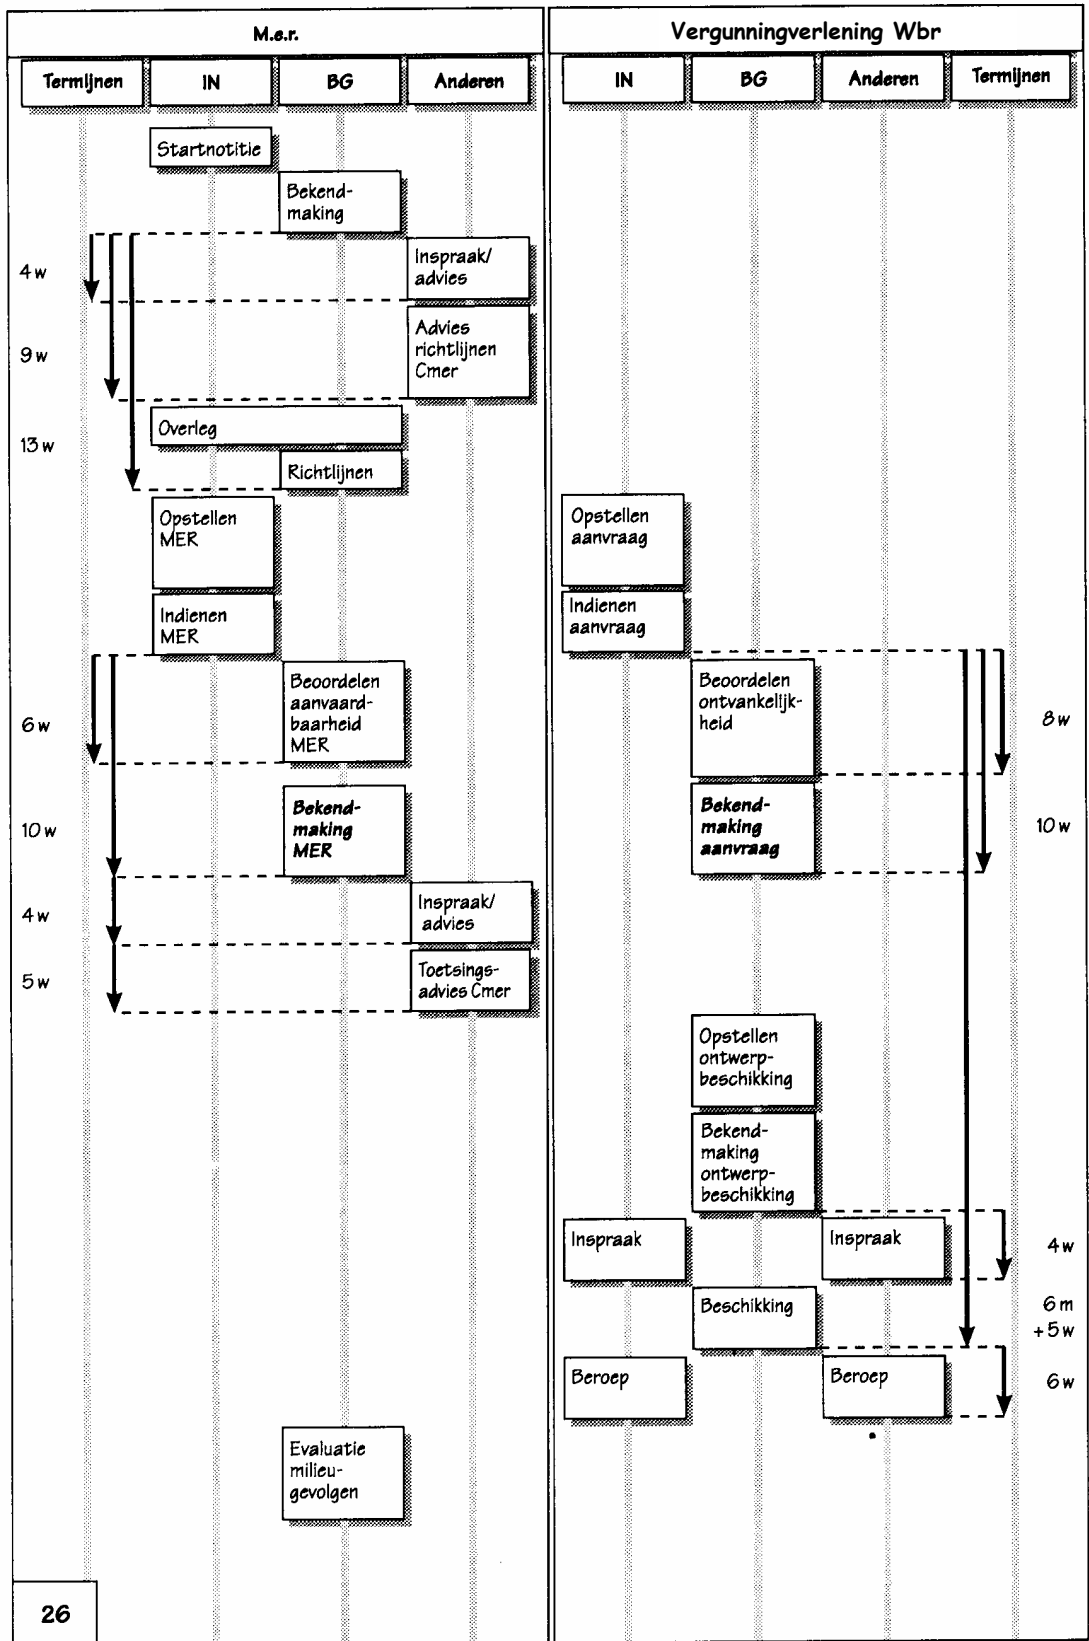 M.e.r.
Termijnen
IN
BG
Anderen
Startnotitie
Bekend-
making
Inspraak/
advies
4 w
Advies
richtlijnen
Cmer
9 w
Overleg
13 w
Richtlijnen
Opstellen
MER
Indienen
MER
Beoordelen
aanvaard-
baarheid
MER
6 w
Bekend-
making
MER
10 w
Inspraak/
advies
4 w
Toetsings-
advies Cmer
5 w
Evaluatie
milieu-
gevolgen
26
Vergunningverlening Wbr
IN
BG
Anderen
Termijnen
Opstellen
aanvraag
Indienen
aanvraag
Beoordelen
ontvankelijk-
heid
8 w
Bekend-
making
aanvraag
10 w
Opstellen
ontwerp-
beschikking
Bekend-
making
ontwerp-
beschikking
Inspraak
Inspraak
4 w
Beschikking
6 m
+ 5 w
Beroep
Beroep
6 w